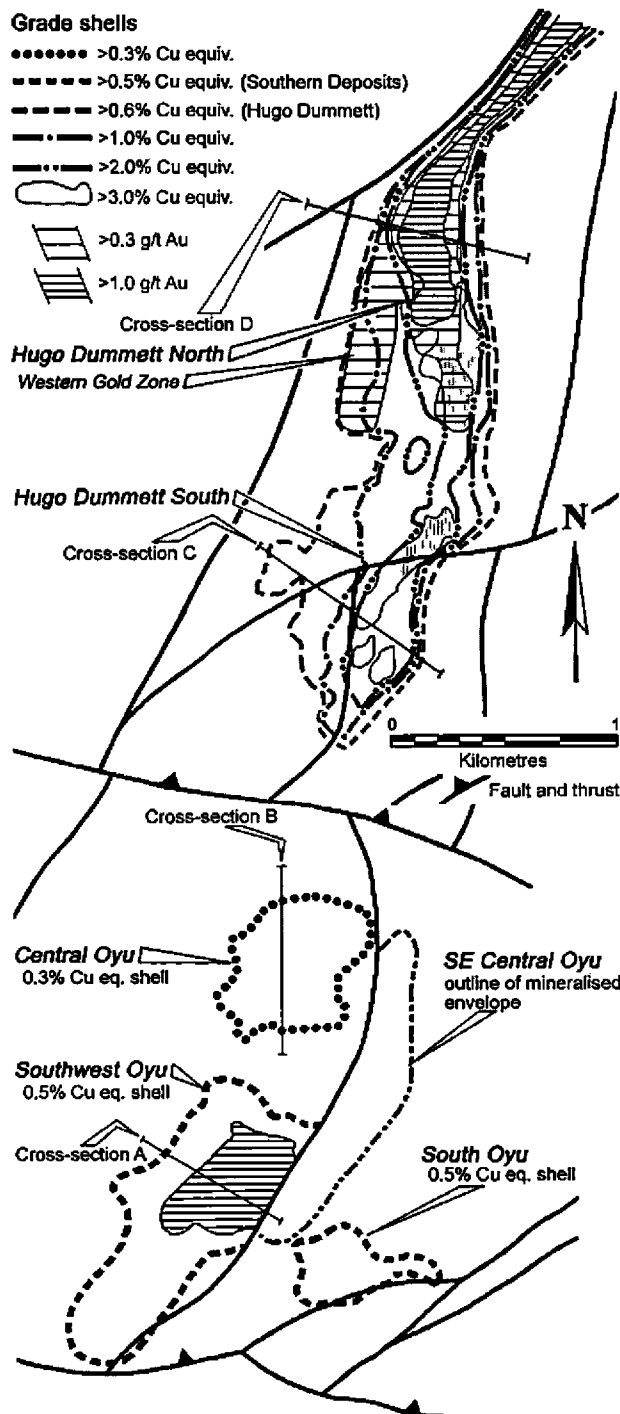 Grade shells
>0.3% Cu equiv.
>0.5% Cu equiv. (Southern Deposits)
>0.6% Cu equiv. (Hugo Dummett)
>1.0% Cu equiv.
>2.0% Cu equiv.
>3.0% Cu equiv.
>0.3 g/t Au
>1.0 g/t Au
Cross-section D
Hugo Dummett North
Western Gold Zone
Hugo Dummett South
Cross-section C
N
0 1
Kilometres
Fault and thrust
Cross-section B
Central Oyu
0.3% Cu eq. shell
SE Central Oyu
outline of mineralised
envelope
Southwest Oyu
0.5% Cu eq. shell
Cross-section A
South Oyu
0.5% Cu eq. shell